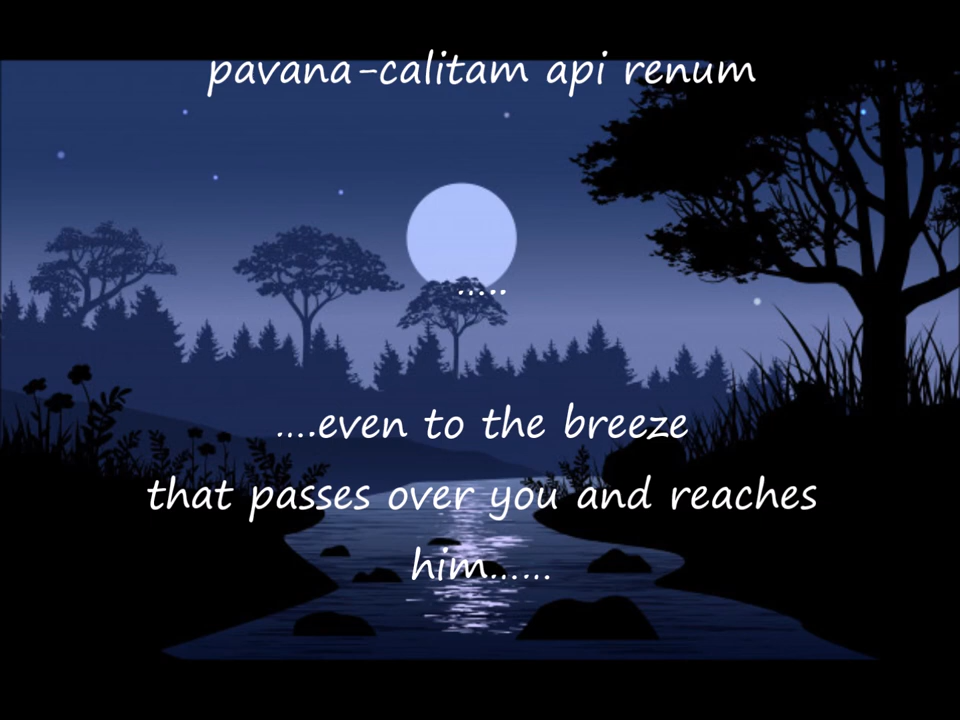 pavana-calitam api renum
.....
....even to the breeze
that passes over you and reaches
him......